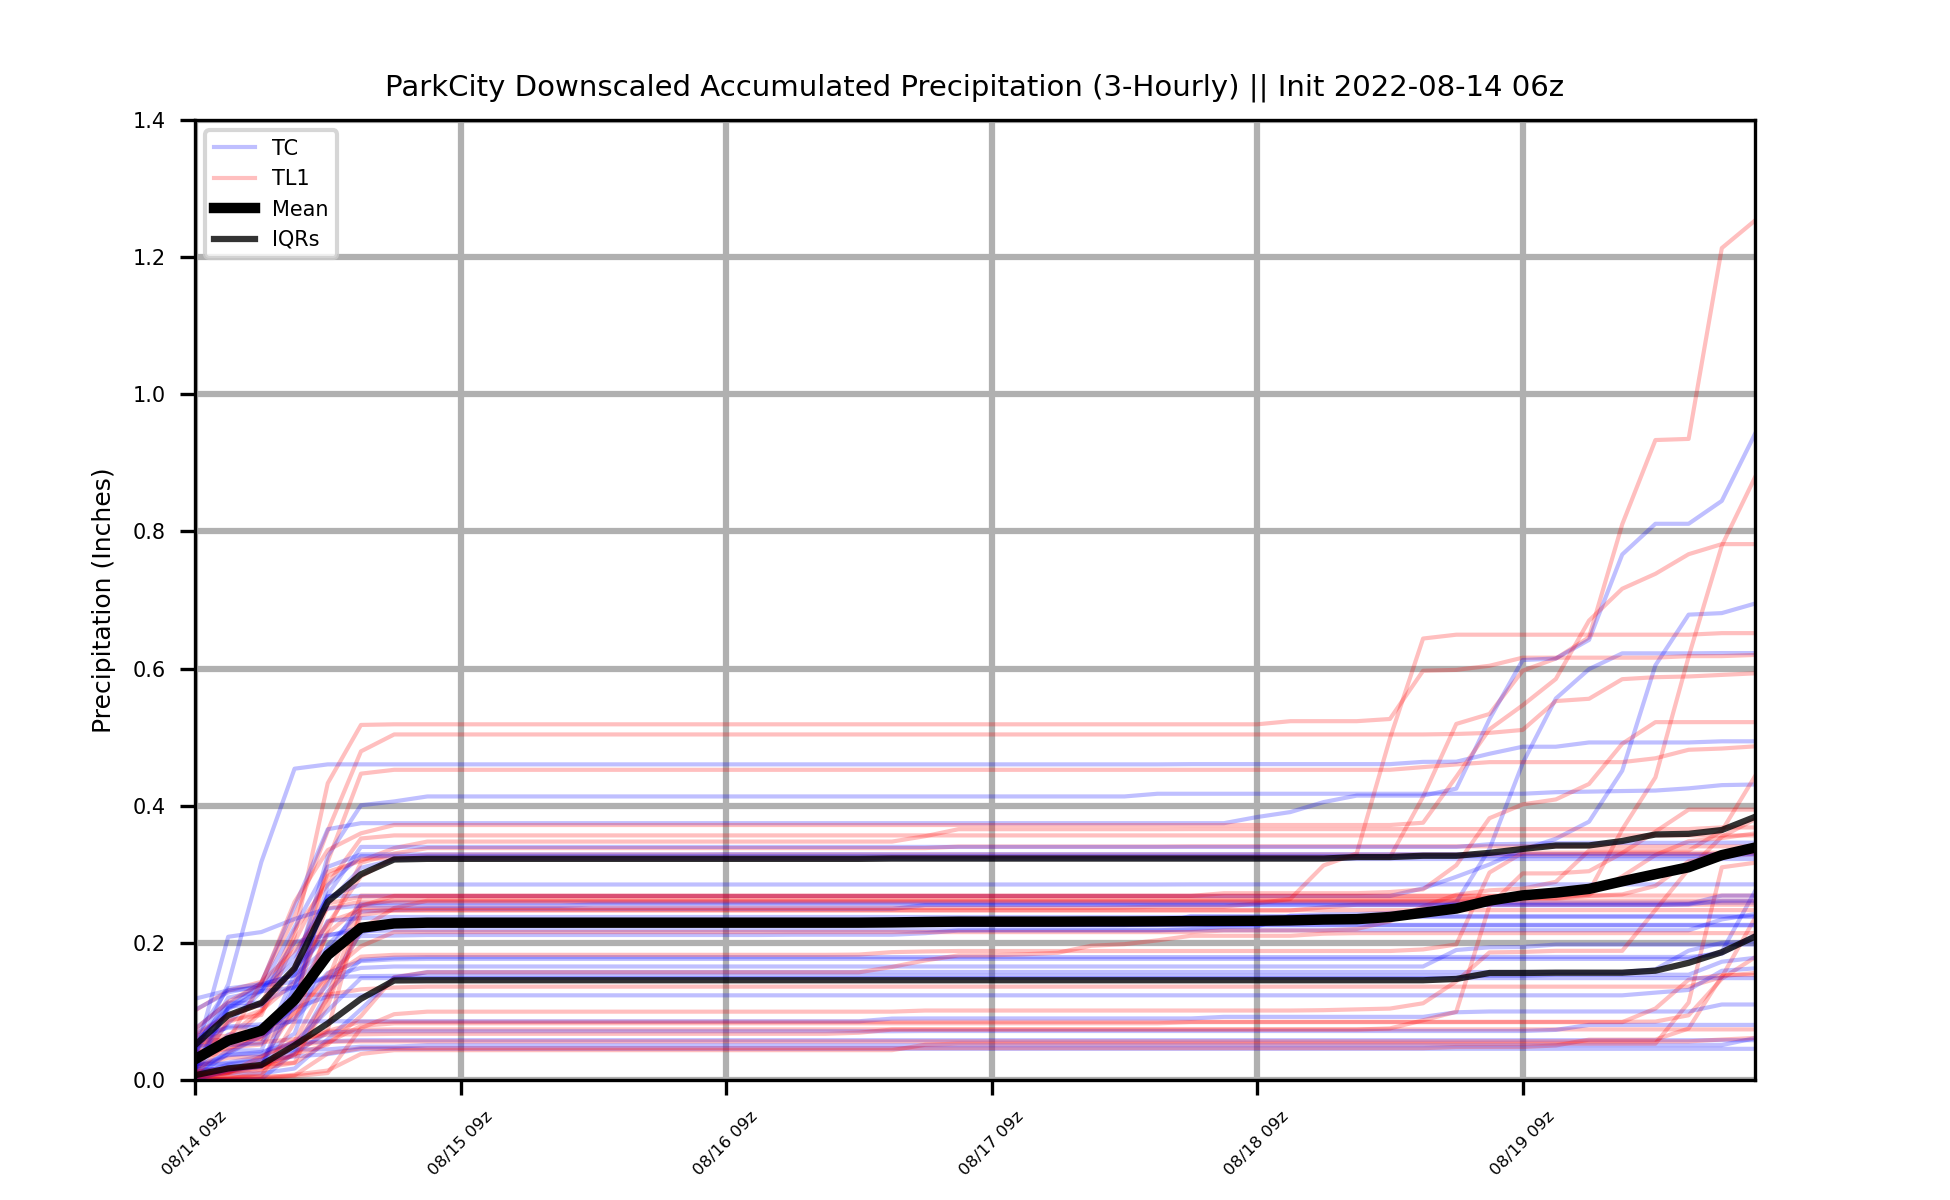 ParkCity Downscaled Accumulated Precipitation (3-Hourly) || Init 2022-08-14 06z
TC
TL1
Mean
IQRs
Precipitation (Inches)
1.4
1.2
1.0
0.8
0.6
0.4
0.2
0.0
08/14 09z
08/15 09z
08/16 09z
08/17 09z
08/18 09z
08/19 09z